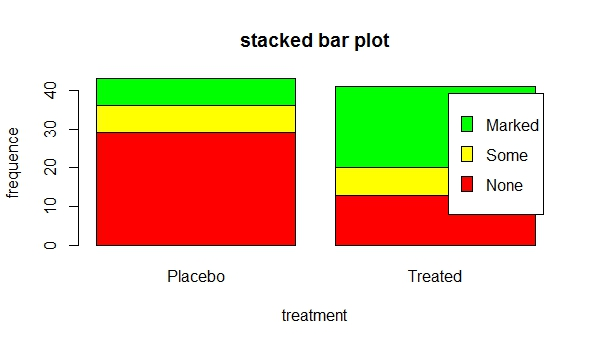 stacked bar plot
frequence
40
30
20
10
0
Marked
Some
None
Placebo
Treated
treatment